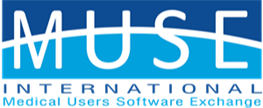 MUSE
INTERNATIONAL
Medical Users Software Exchange